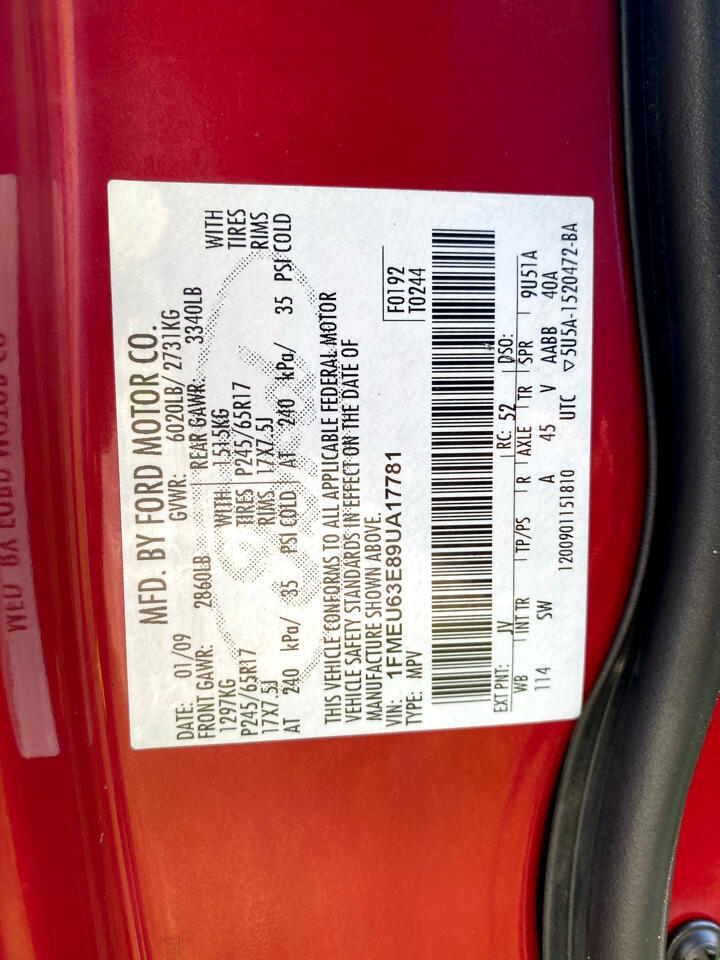 MFD. BY FORD MOTOR CO.
DATE: 01/09 GVWR: 6020LB/ 2731KG
FRONT GAWR: 2860LB REAR GAWR: 3340LB
1297KG WITH 1515KG WITH
P245/65R17 TIRES P245/65R17 TIRES
17X7.5J RIMS 17X7.5J RIMS
AT 240 kPa/ 35 PSI COLD AT 240 kPa/ 35 PSI COLD
THIS VEHICLE CONFORMS TO ALL APPLICABLE FEDERAL MOTOR
VEHICLE SAFETY STANDARDS IN EFFECT ON THE DATE OF
MANUFACTURE SHOWN ABOVE.
VIN: 1FMEU63E89UA17781
TYPE: MPV
F0192
T0244
EXT PNT: JV RC: 52 DSO:
WB INT TR TP/PS R AXLE TR SPR 9U51A
114 SW A 45 V AABB 40A
1200901151810 UTC ▽5U5A-1520472-BA